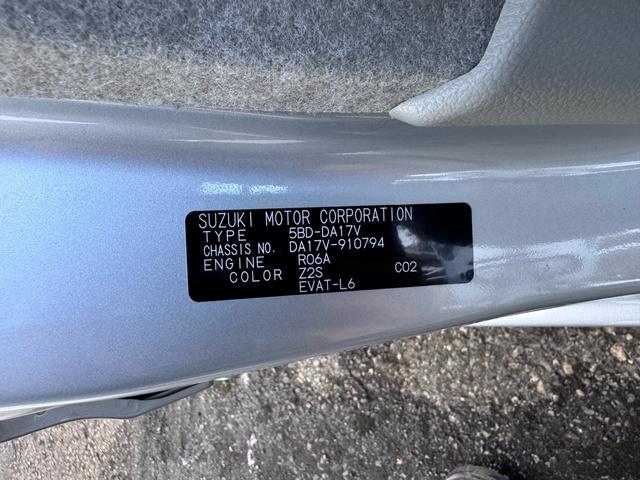 SUZUKI MOTOR CORPORATION
TYPE 5BD-DA17V
CHASSIS NO. DA17V-910794
ENGINE R06A
COLOR Z2S C02
EVAT-L6